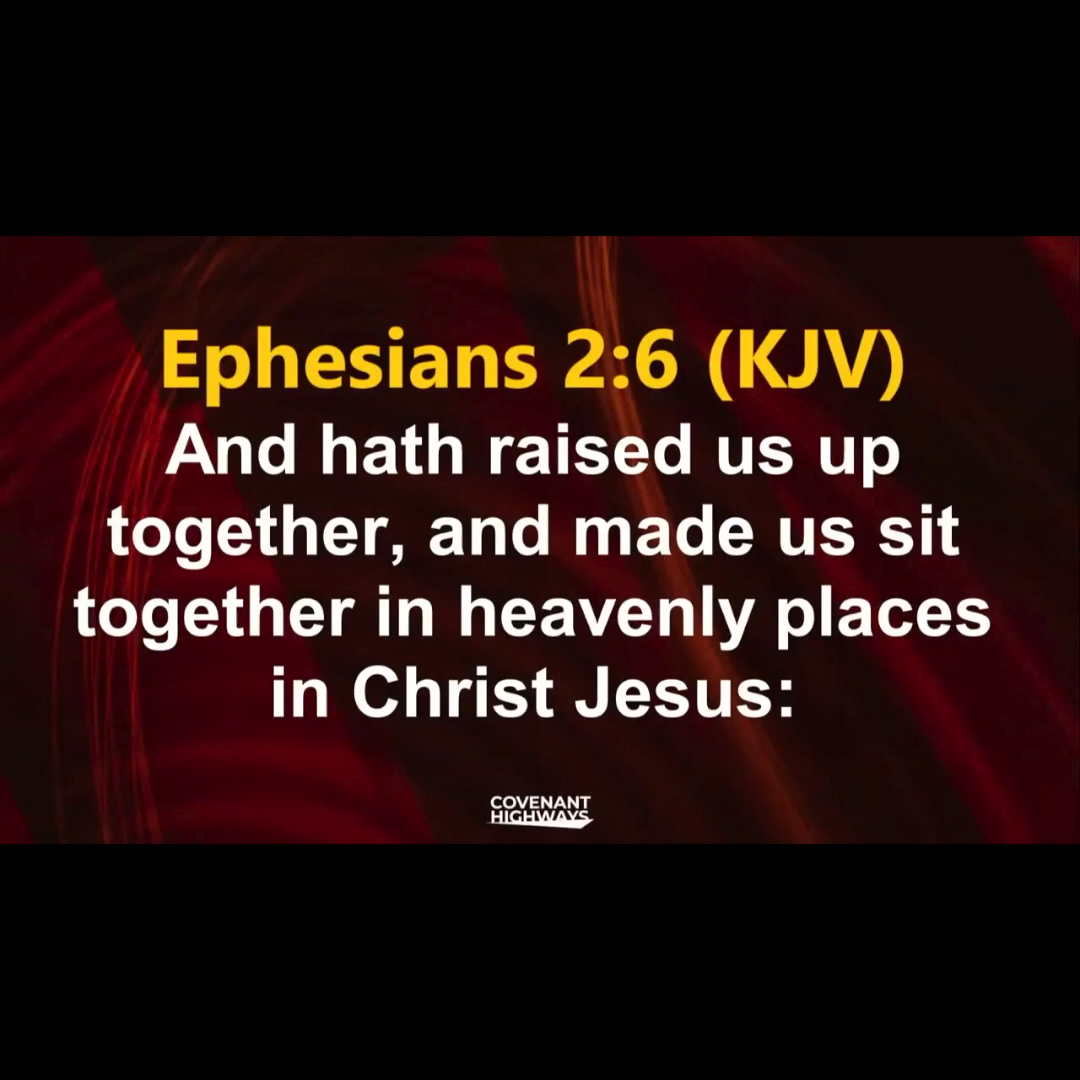 Ephesians 2:6 (KJV)
And hath raised us up
together, and made us sit
together in heavenly places
in Christ Jesus:
COVENANT
HIGHWAYS